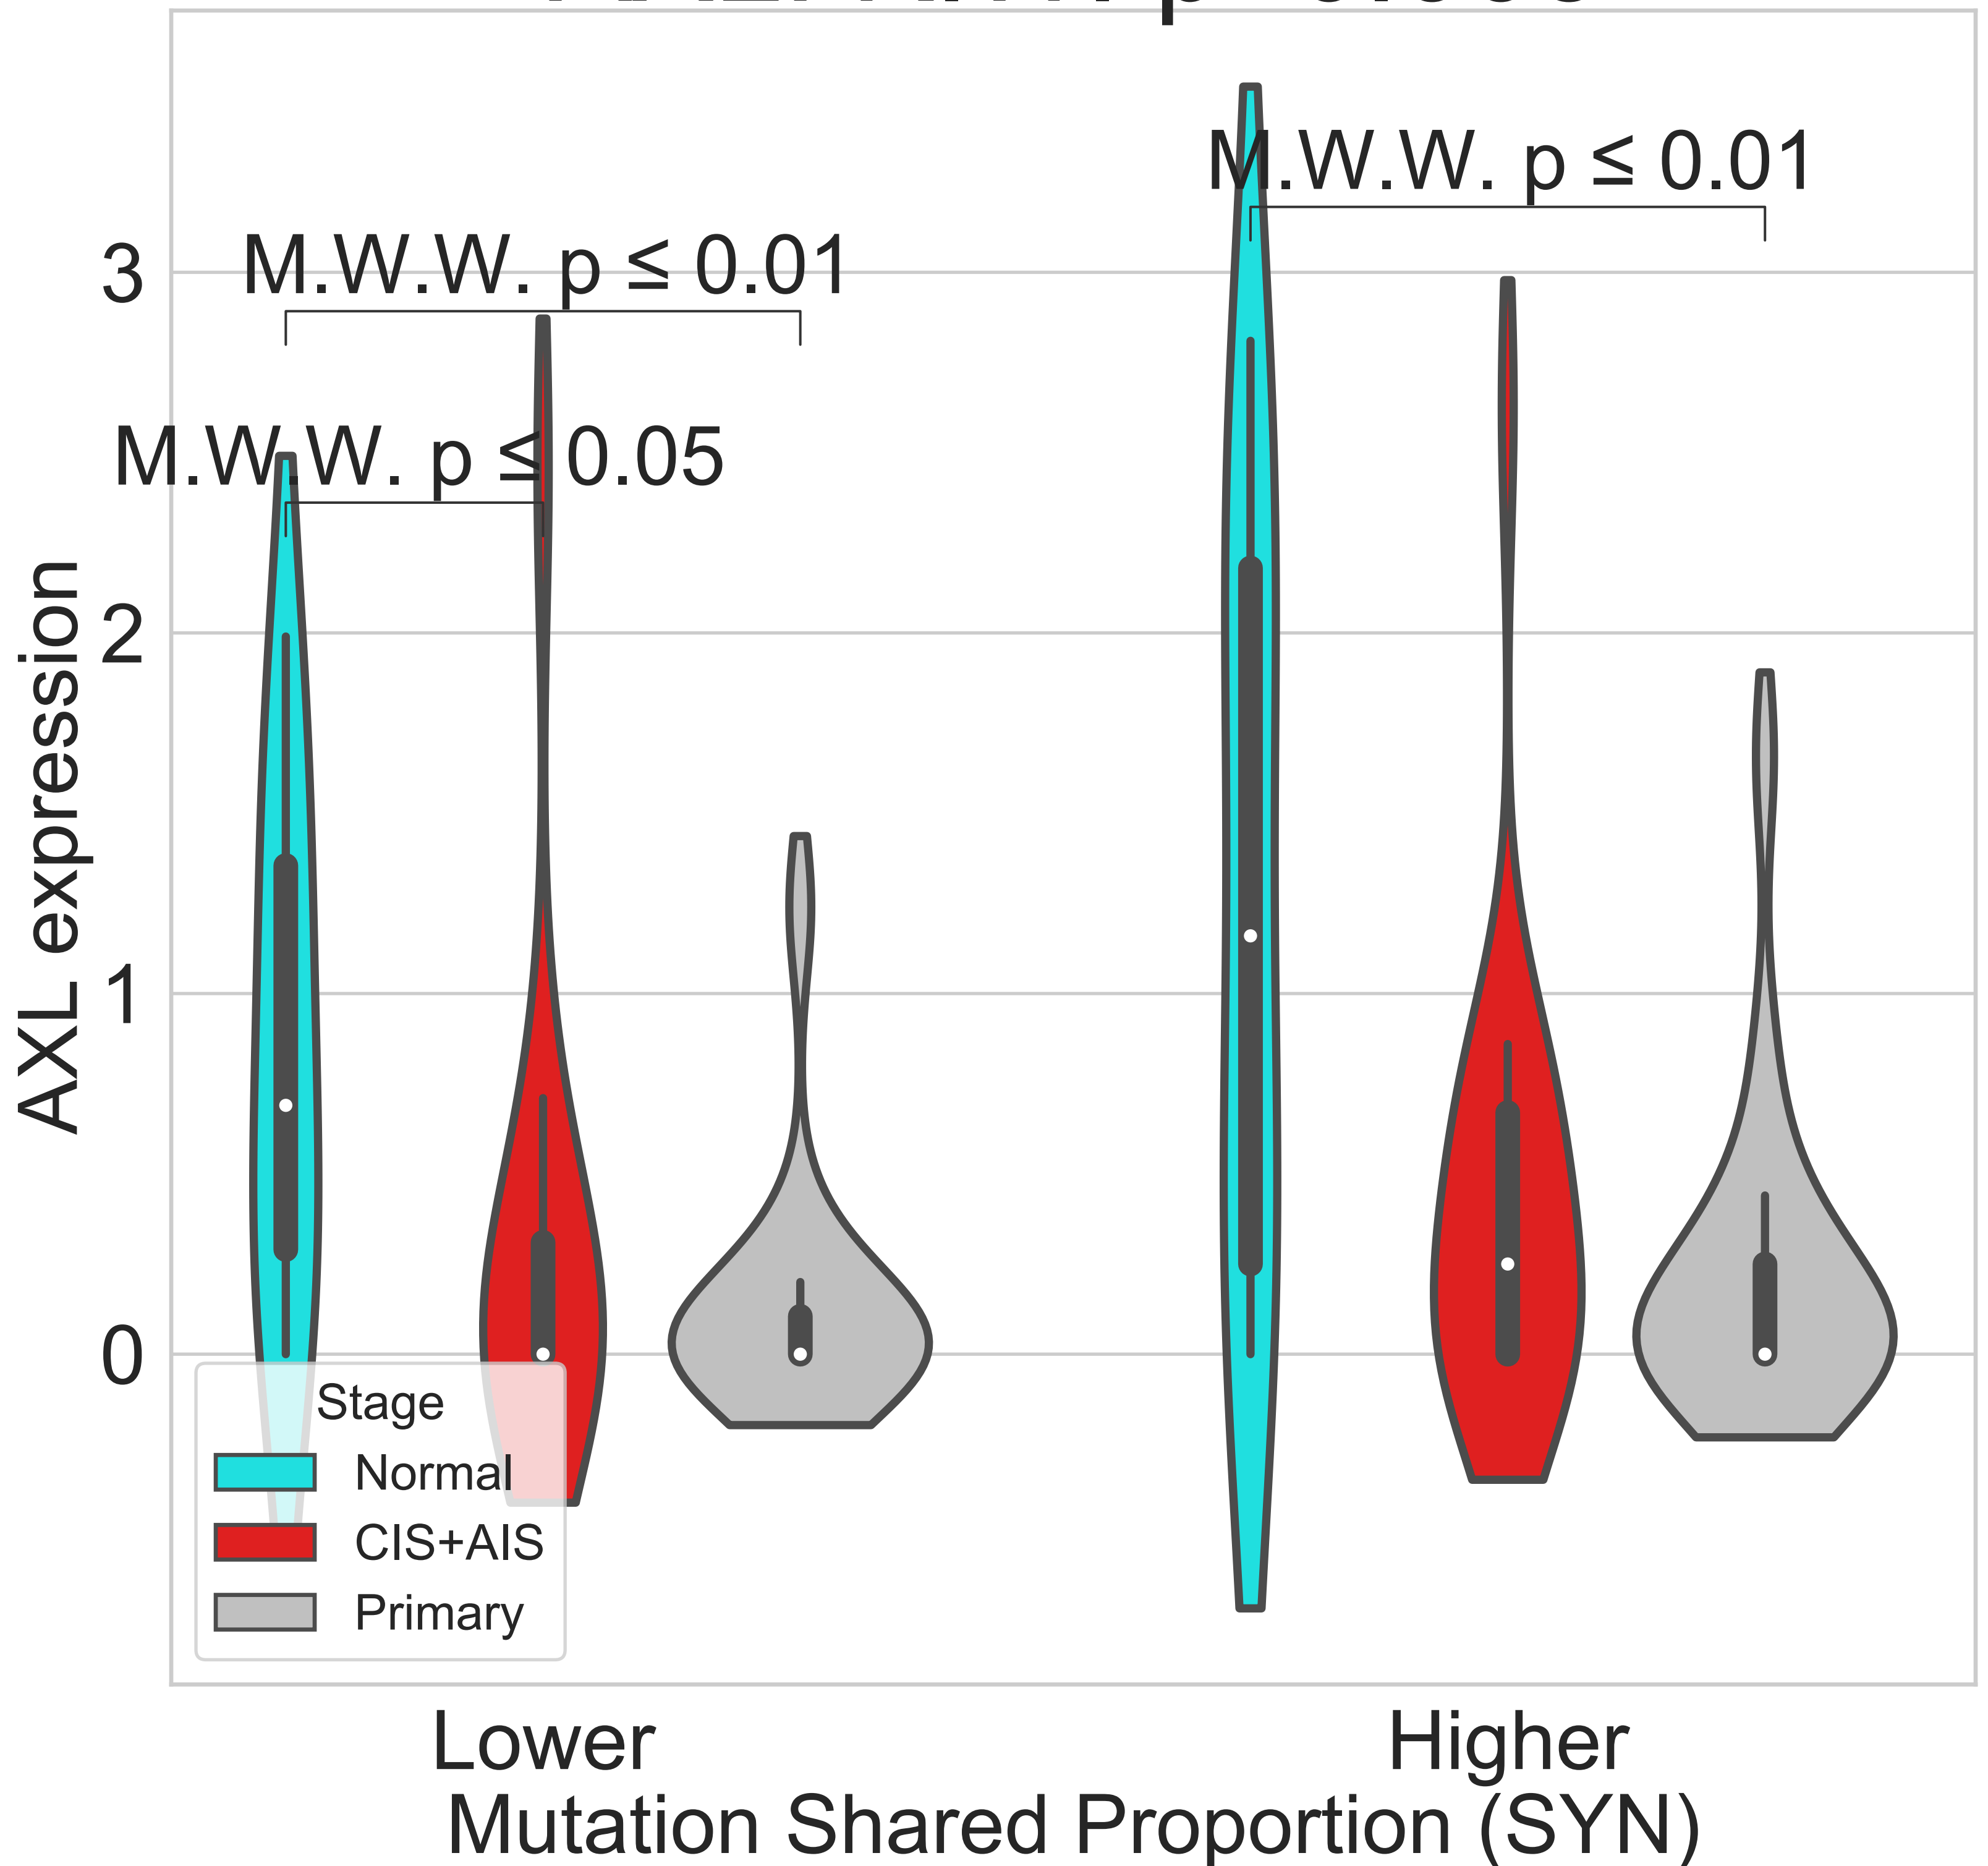 M.W.W. p ≤ 0.01
M.W.W. p ≤ 0.01
M.W.W. p ≤ 0.05
3
2
1
0
AXL expression
Stage
Normal
CIS+AIS
Primary
Lower
Higher
Mutation Shared Proportion (SYN)